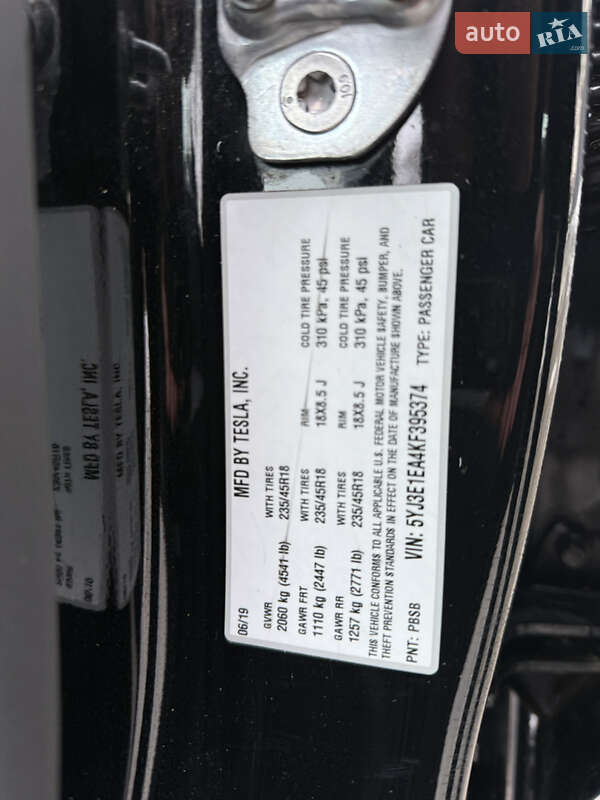 auto RIA .com
109
06/19 MFD BY TESLA, INC.
GVWR WITH TIRES RIM COLD TIRE PRESSURE
2060 kg (4541 lb) 235/45R18 18X8.5 J 310 kPa, 45 psi
GAWR FRT WITH TIRES
1110 kg (2447 lb) 235/45R18
GAWR RR WITH TIRES RIM COLD TIRE PRESSURE
1257 kg (2771 lb) 235/45R18 18X8.5 J 310 kPa, 45 psi
THIS VEHICLE CONFORMS TO ALL APPLICABLE U.S. FEDERAL MOTOR VEHICLE SAFETY, BUMPER, AND
THEFT PREVENTION STANDARDS IN EFFECT ON THE DATE OF MANUFACTURE SHOWN ABOVE.
PNT: PBSB VIN: 5YJ3E1EA4KF395374 TYPE: PASSENGER CAR
MFD BY TESLA, INC.